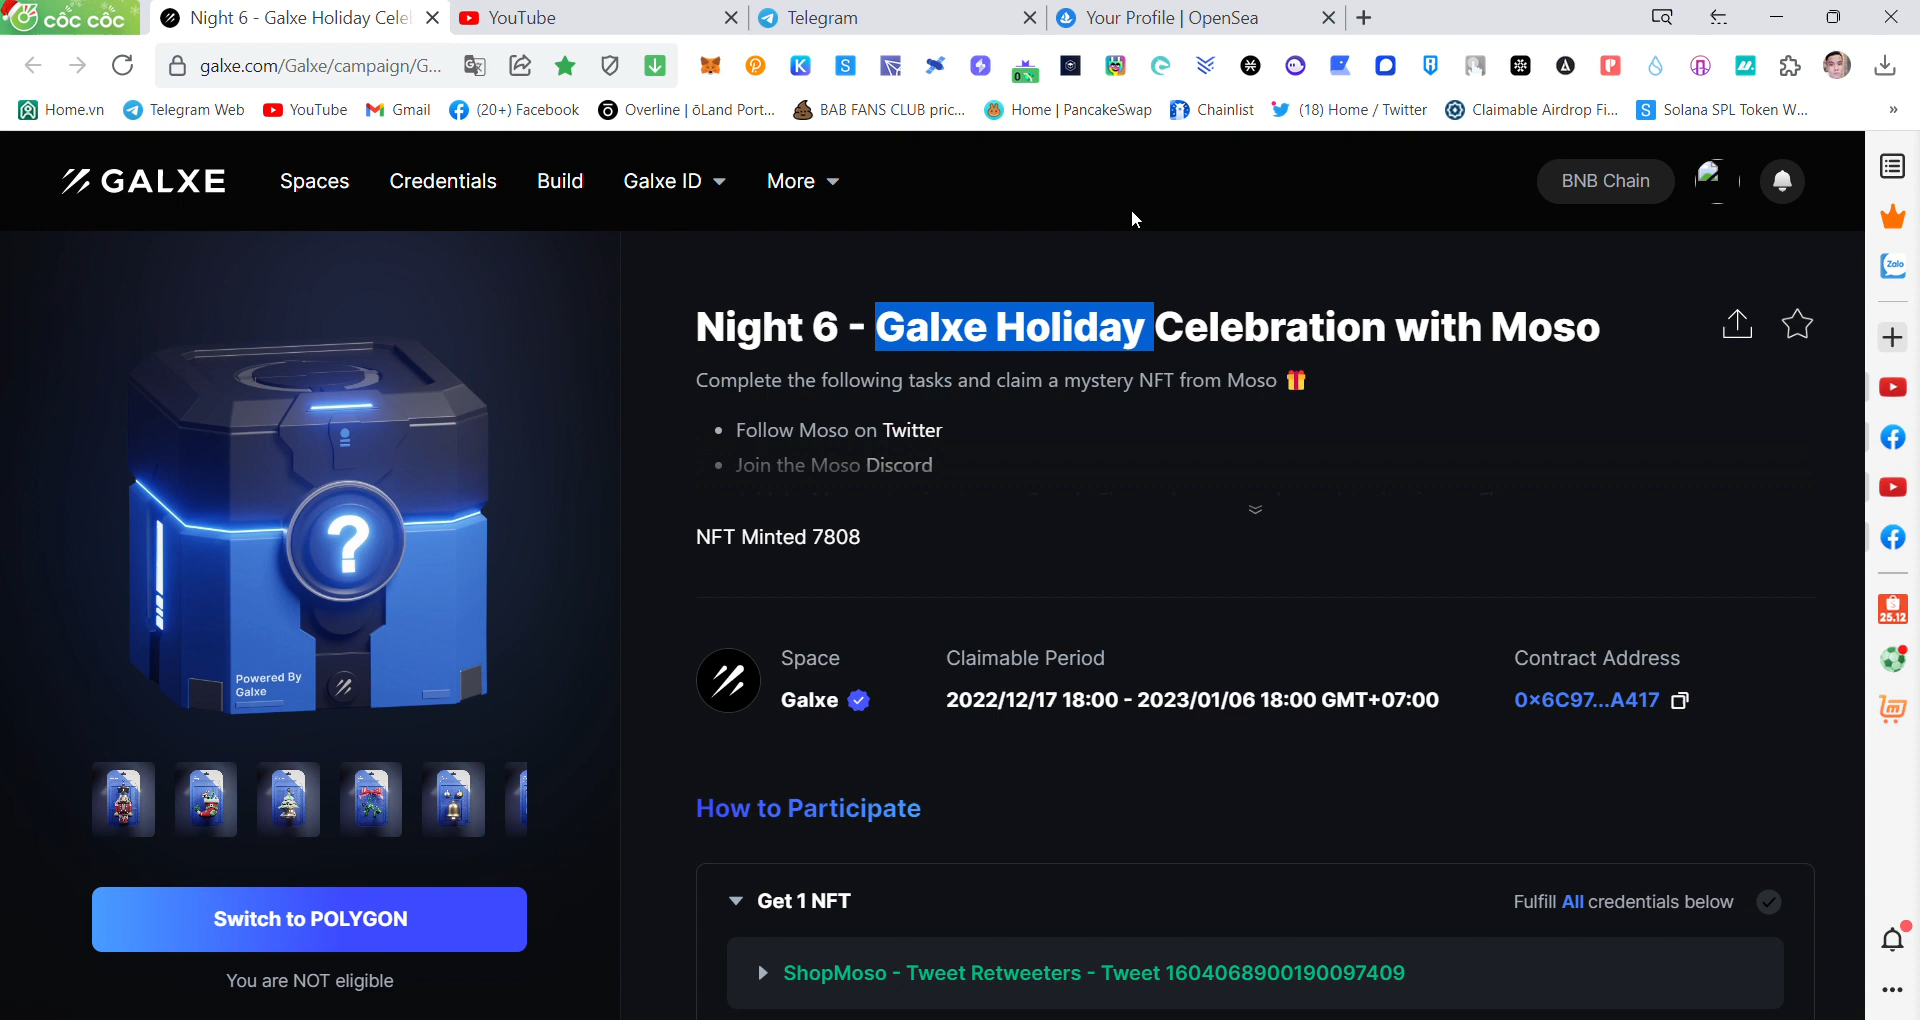 cốc cốc
Night 6 - Galxe Holiday Cele
YouTube
Telegram
Your Profile | OpenSea
galxe.com/Galxe/campaign/G...
Home.vn
Telegram Web
YouTube
Gmail
(20+) Facebook
Overline | ōLand Port...
BAB FANS CLUB pric...
Home | PancakeSwap
Chainlist
(18) Home / Twitter
Claimable Airdrop Fi...
Solana SPL Token W...
GALXE
Spaces
Credentials
Build
Galxe ID
More
BNB Chain
Zalo
Night 6 - Galxe Holiday Celebration with Moso
Complete the following tasks and claim a mystery NFT from Moso
• Follow Moso on Twitter
• Join the Moso Discord
NFT Minted 7808
Powered By
Galxe
Space
Galxe
Claimable Period
2022/12/17 18:00 - 2023/01/06 18:00 GMT+07:00
Contract Address
0x6C97...A417
25.12
How to Participate
Get 1 NFT
Fulfill All credentials below
ShopMoso - Tweet Retweeters - Tweet 1604068900190097409
Switch to POLYGON
You are NOT eligible